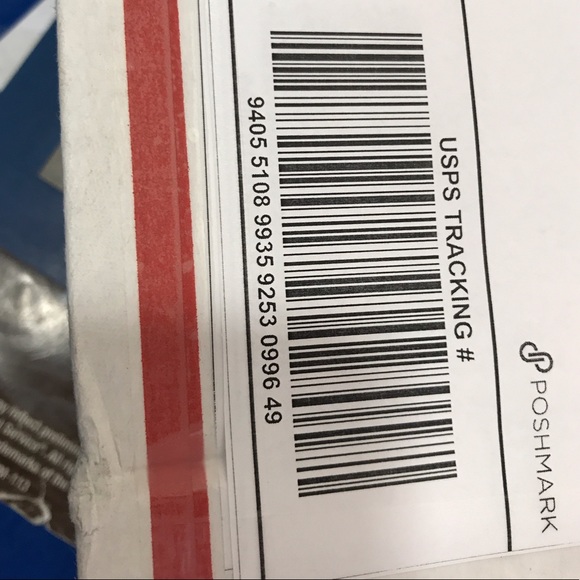 USPS TRACKING #
9405 5108 9935 9253 0996 49
POSHMARK